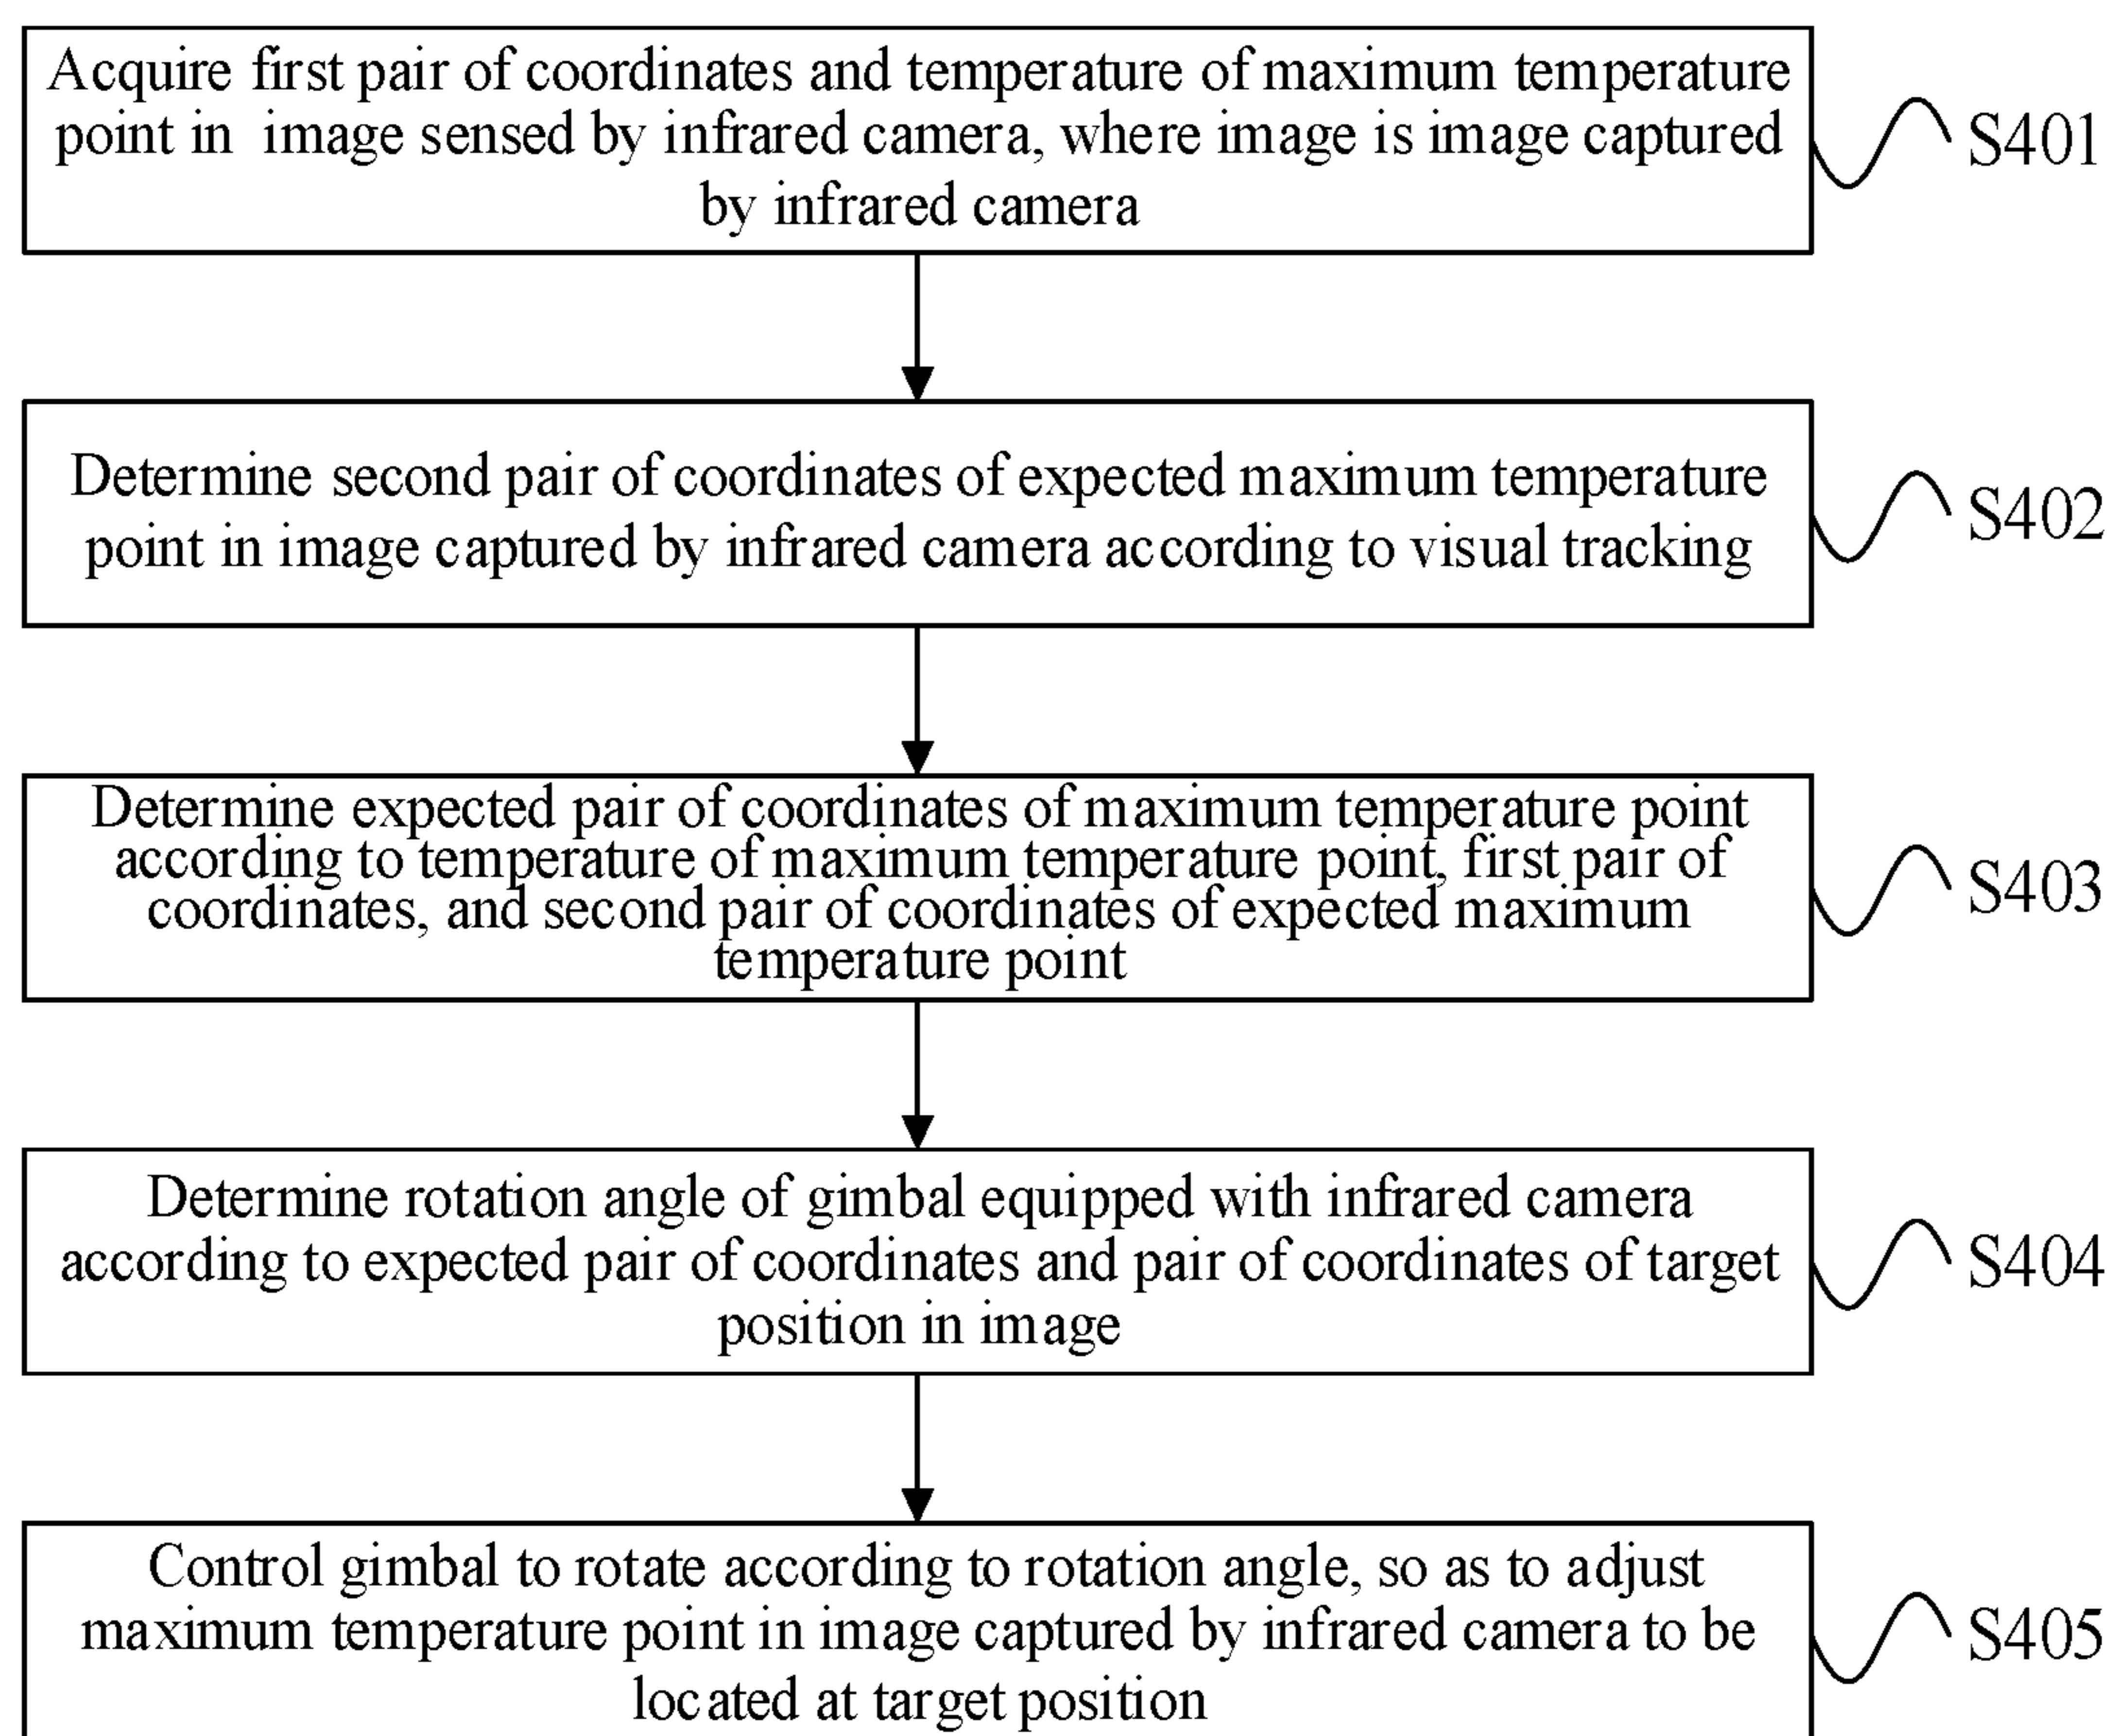 Acquire first pair of coordinates and temperature of maximum temperature
point in image sensed by infrared camera, where image is image captured
by infrared camera
S401
Determine second pair of coordinates of expected maximum temperature
point in image captured by infrared camera according to visual tracking
S402
Determine expected pair of coordinates of maximum temperature point
according to temperature of maximum temperature point, first pair of
coordinates, and second pair of coordinates of expected maximum
temperature point
S403
Determine rotation angle of gimbal equipped with infrared camera
according to expected pair of coordinates and pair of coordinates of target
position in image
S404
Control gimbal to rotate according to rotation angle, so as to adjust
maximum temperature point in image captured by infrared camera to be
located at target position
S405